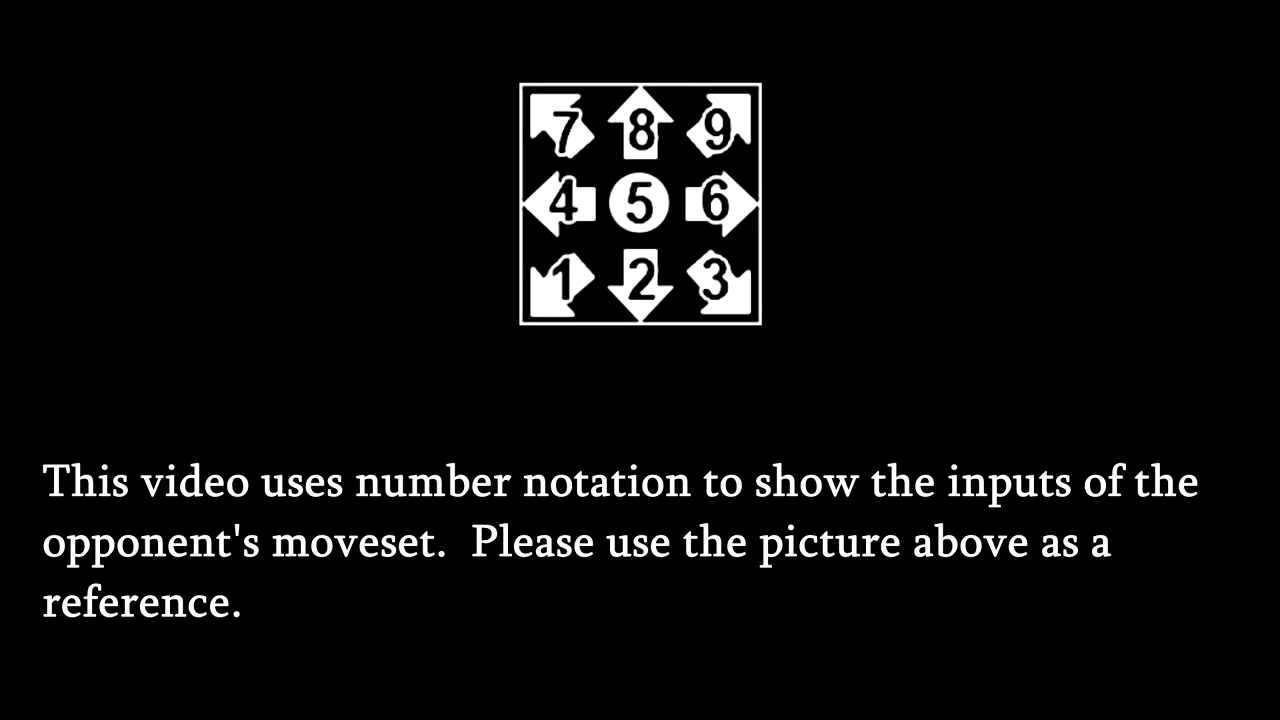 7 8 9
4 5 6
1 2 3
This video uses number notation to show the inputs of the
opponent's moveset.  Please use the picture above as a
reference.